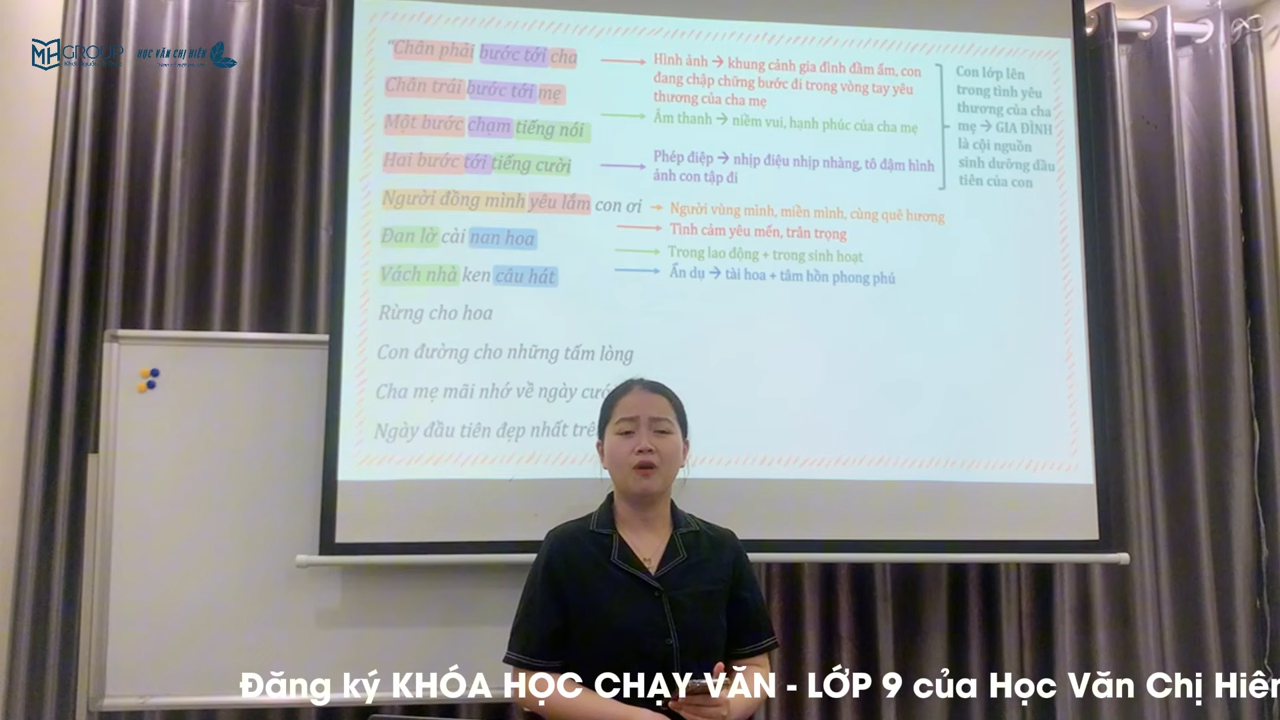 MH GROUP
HỌC VĂN CHỊ HIÊN
"Chân phải bước tới cha
Chân trái bước tới mẹ
Một bước chạm tiếng nói
Hai bước tới tiếng cười
Người đồng mình yêu lắm con ơi
Đan lờ cài nan hoa
Vách nhà ken câu hát
Rừng cho hoa
Con đường cho những tấm lòng
Cha mẹ mãi nhớ về ngày cưới
Ngày đầu tiên đẹp nhất trên
Hình ảnh → khung cảnh gia đình đầm ấm, con
đang chập chững bước đi trong vòng tay yêu
thương của cha mẹ
Âm thanh → niềm vui, hạnh phúc của cha mẹ
Phép điệp → nhịp điệu nhịp nhàng, tô đậm hình
ảnh con tập đi
Người vùng mình, miền mình, cùng quê hương
Tình cảm yêu mến, trân trọng
Trong lao động + trong sinh hoạt
Ẩn dụ → tài hoa + tâm hồn phong phú
Con lớp lên
trong tình yêu
thương của cha
mẹ → GIA ĐÌNH
là cội nguồn
sinh dưỡng đầu
tiên của con
Đăng ký KHÓA HỌC CHẠY VĂN - LỚP 9 của Học Văn Chị Hiên